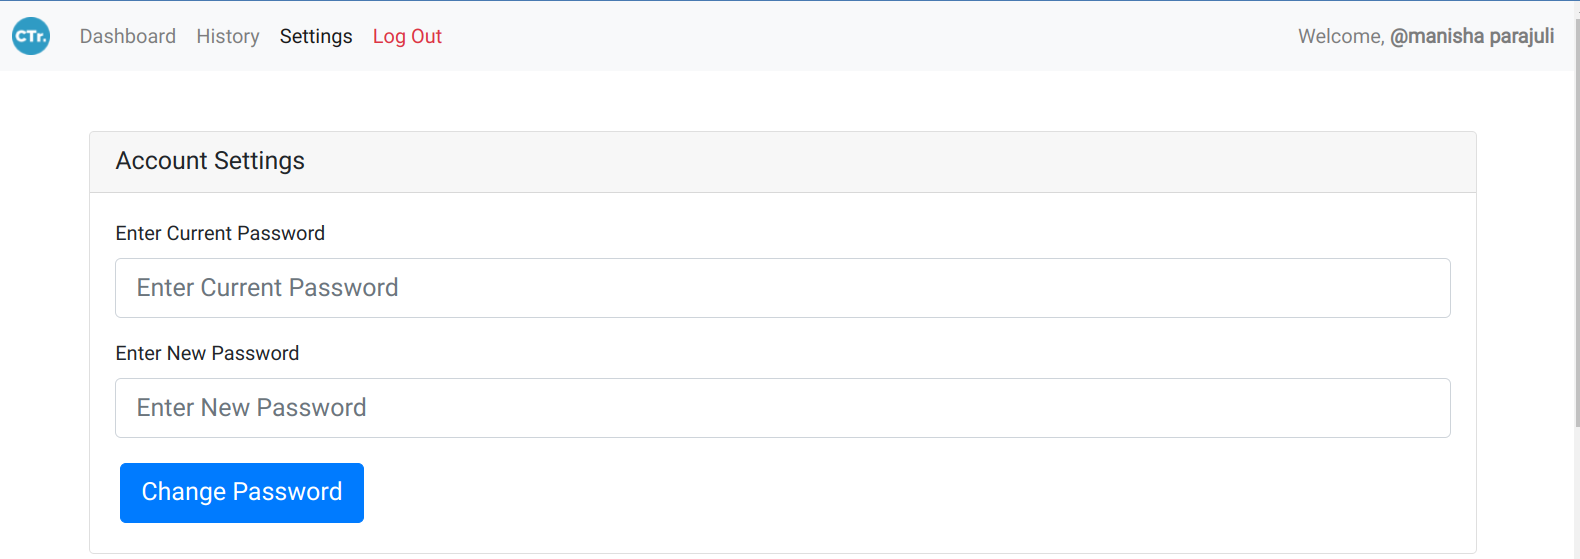 CTr. Dashboard History Settings Log Out Welcome, @manisha parajuli
Account Settings
Enter Current Password
Enter Current Password
Enter New Password
Enter New Password
Change Password